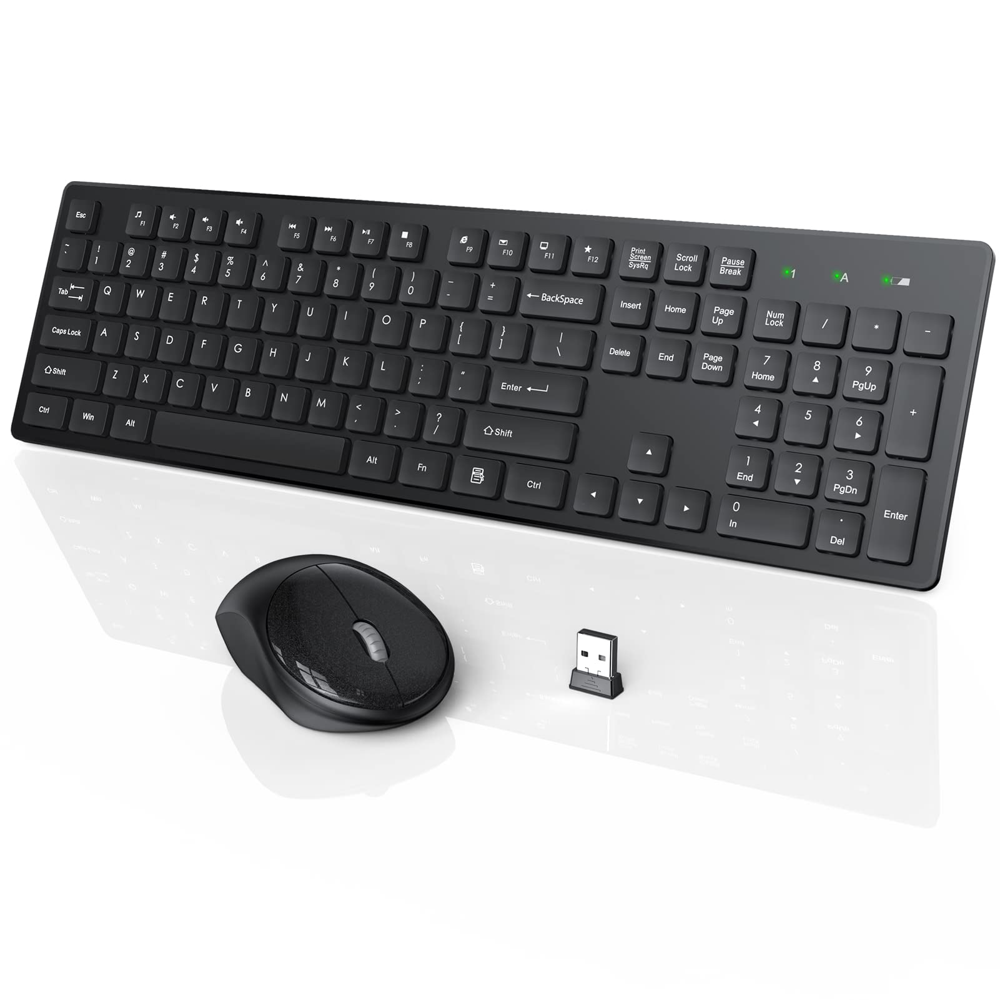 Esc F1 F2 F3 F4 F5 F6 F7 F8 F9 F10 F11 F12 Print Screen SysRq Scroll Lock Pause Break
1 A
~ ` ! 1 @ 2 # 3 $ 4 % 5 ^ 6 & 7 * 8 ( 9 ) 0 _ - + = ←BackSpace Insert Home Page Up Num Lock / * -
Tab Q W E R T Y U I O P { [ } ] | \ Delete End Page Down 7 Home 8 ▲ 9 PgUp +
Caps Lock A S D F G H J K L : ; " ' Enter 4 ◀ 5 6 ▶
⇧Shift Z X C V B N M < , > . ? / ⇧Shift ▲ 1 End 2 ▼ 3 PgDn Enter
Ctrl Win Alt Alt Fn Ctrl ◀ ▼ ▶ 0 In . Del